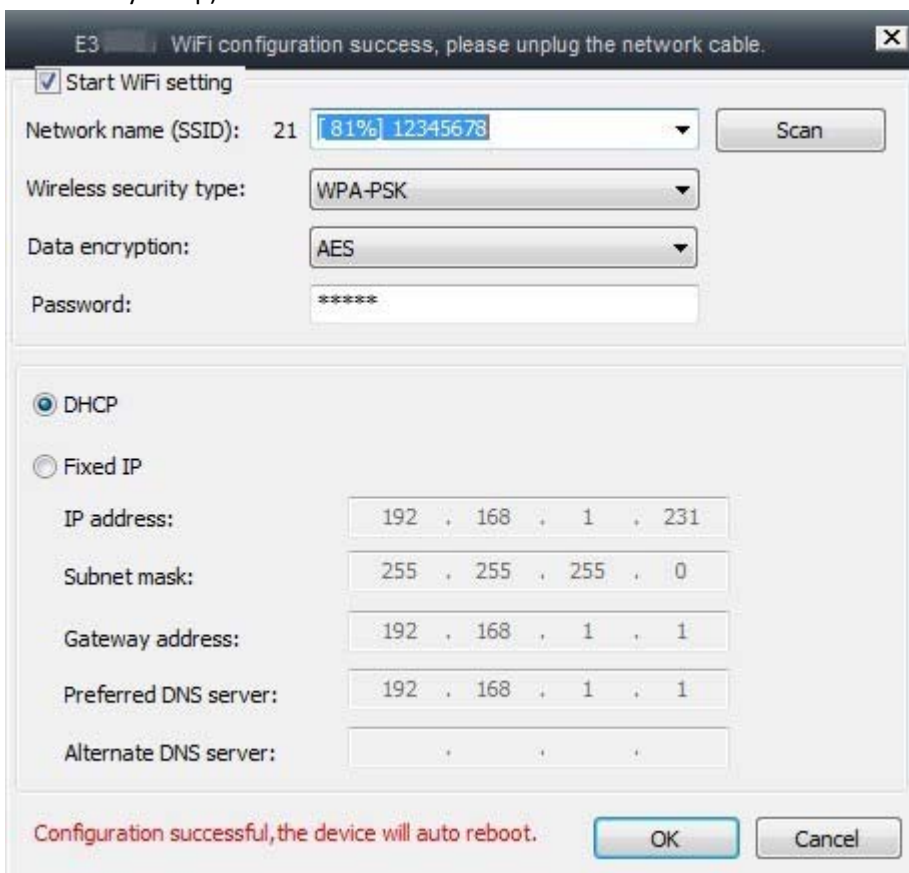 E3 WiFi configuration success, please unplug the network cable.
Start WiFi setting
Network name (SSID): 21 [ 81%] 12345678 Scan
Wireless security type: WPA-PSK
Data encryption: AES
Password: *****
DHCP
Fixed IP
IP address: 192 . 168 . 1 . 231
Subnet mask: 255 . 255 . 255 . 0
Gateway address: 192 . 168 . 1 . 1
Preferred DNS server: 192 . 168 . 1 . 1
Alternate DNS server: . . .
Configuration successful,the device will auto reboot. OK Cancel